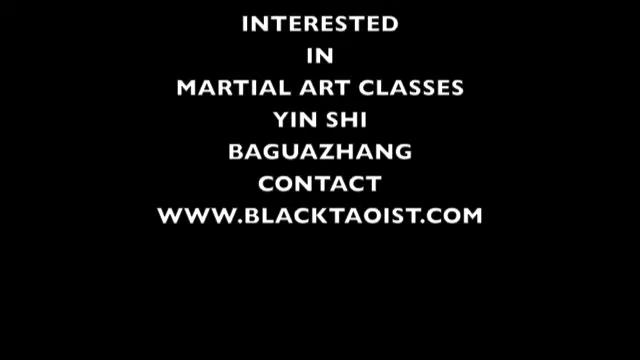 INTERESTED
IN
MARTIAL ART CLASSES
YIN SHI
BAGUAZHANG
CONTACT
WWW.BLACKTAOIST.COM